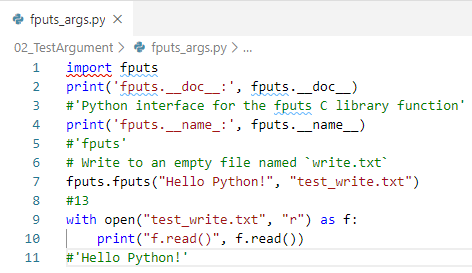 fputs_args.py ×
02_TestArgument > fputs_args.py > ...
1 import fputs
2 print('fputs.__doc__:', fputs.__doc__)
3 #'Python interface for the fputs C library function'
4 print('fputs.__name_:', fputs.__name__)
5 #'fputs'
6 # Write to an empty file named `write.txt`
7 fputs.fputs("Hello Python!", "test_write.txt")
8 #13
9 with open("test_write.txt", "r") as f:
10     print("f.read()", f.read())
11 #'Hello Python!'